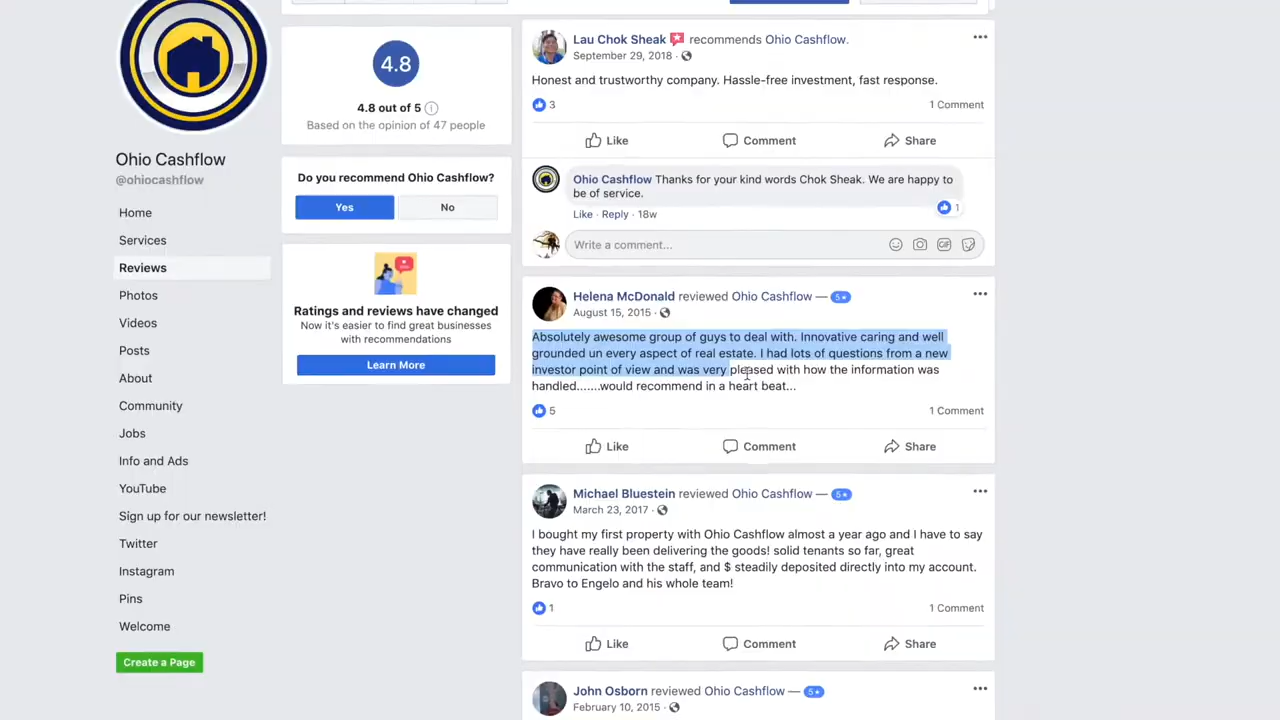 Ohio Cashflow
@ohiocashflow
Home
Services
Reviews
Photos
Videos
Posts
About
Community
Jobs
Info and Ads
YouTube
Sign up for our newsletter!
Twitter
Instagram
Pins
Welcome
Create a Page
4.8
4.8 out of 5
Based on the opinion of 47 people
Do you recommend Ohio Cashflow?
Yes No
Ratings and reviews have changed
Now it's easier to find great businesses
with recommendations
Learn More
Lau Chok Sheak recommends Ohio Cashflow.
September 29, 2018 ·
Honest and trustworthy company. Hassle-free investment, fast response.
3 1 Comment
Like Comment Share
Ohio Cashflow Thanks for your kind words Chok Sheak. We are happy to
be of service.
Like · Reply · 18w 1
Write a comment...
GIF
Helena McDonald reviewed Ohio Cashflow — 5★
August 15, 2015 ·
Absolutely awesome group of guys to deal with. Innovative caring and well
grounded un every aspect of real estate. I had lots of questions from a new
investor point of view and was very pleased with how the information was
handled.......would recommend in a heart beat...
5 1 Comment
Like Comment Share
Michael Bluestein reviewed Ohio Cashflow — 5★
March 23, 2017 ·
I bought my first property with Ohio Cashflow almost a year ago and I have to say
they have really been delivering the goods! solid tenants so far, great
communication with the staff, and $ steadily deposited directly into my account.
Bravo to Engelo and his whole team!
1 1 Comment
Like Comment Share
John Osborn reviewed Ohio Cashflow — 5★
February 10, 2015 ·